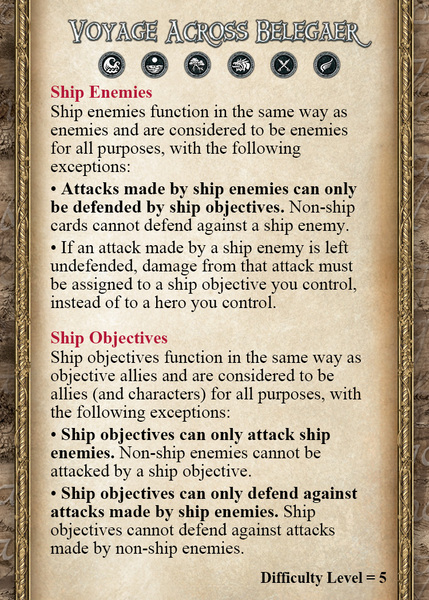 Voyage Across Belegaer
Ship Enemies
Ship enemies function in the same way as
enemies and are considered to be enemies
for all purposes, with the following
exceptions:
• Attacks made by ship enemies can only
be defended by ship objectives. Non-ship
cards cannot defend against a ship enemy.
• If an attack made by a ship enemy is left
undefended, damage from that attack must
be assigned to a ship objective you control,
instead of to a hero you control.
Ship Objectives
Ship objectives function in the same way as
objective allies and are considered to be
allies (and characters) for all purposes, with
the following exceptions:
• Ship objectives can only attack ship
enemies. Non-ship enemies cannot be
attacked by a ship objective.
• Ship objectives can only defend against
attacks made by ship enemies. Ship
objectives cannot defend against attacks
made by non-ship enemies.
Difficulty Level = 5